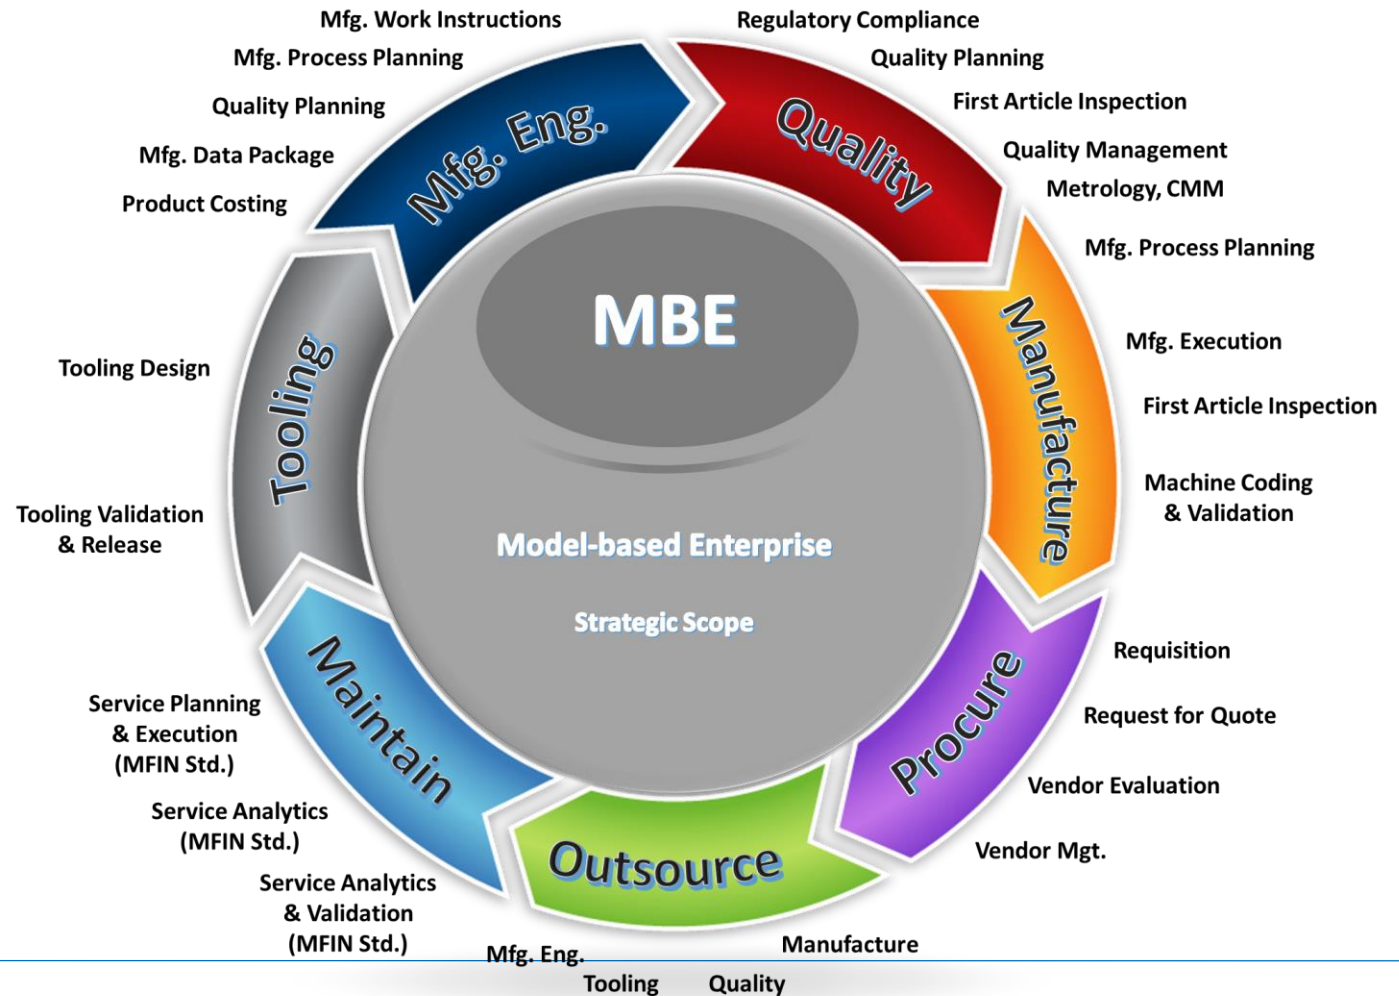 Mfg. Work Instructions
Mfg. Process Planning
Quality Planning
Mfg. Data Package
Product Costing
Mfg. Eng.
Regulatory Compliance
Quality Planning
First Article Inspection
Quality Management
Metrology, CMM
Quality
Mfg. Process Planning
Mfg. Execution
First Article Inspection
Machine Coding
& Validation
Manufacture
Requisition
Request for Quote
Vendor Evaluation
Vendor Mgt.
Procure
Outsource
Manufacture
Mfg. Eng.
Tooling
Quality
Maintain
Service Planning
& Execution
(MFIN Std.)
Service Analytics
(MFIN Std.)
Service Analytics
& Validation
(MFIN Std.)
Tooling
Tooling Design
Tooling Validation
& Release
MBE
Model-based Enterprise
Strategic Scope